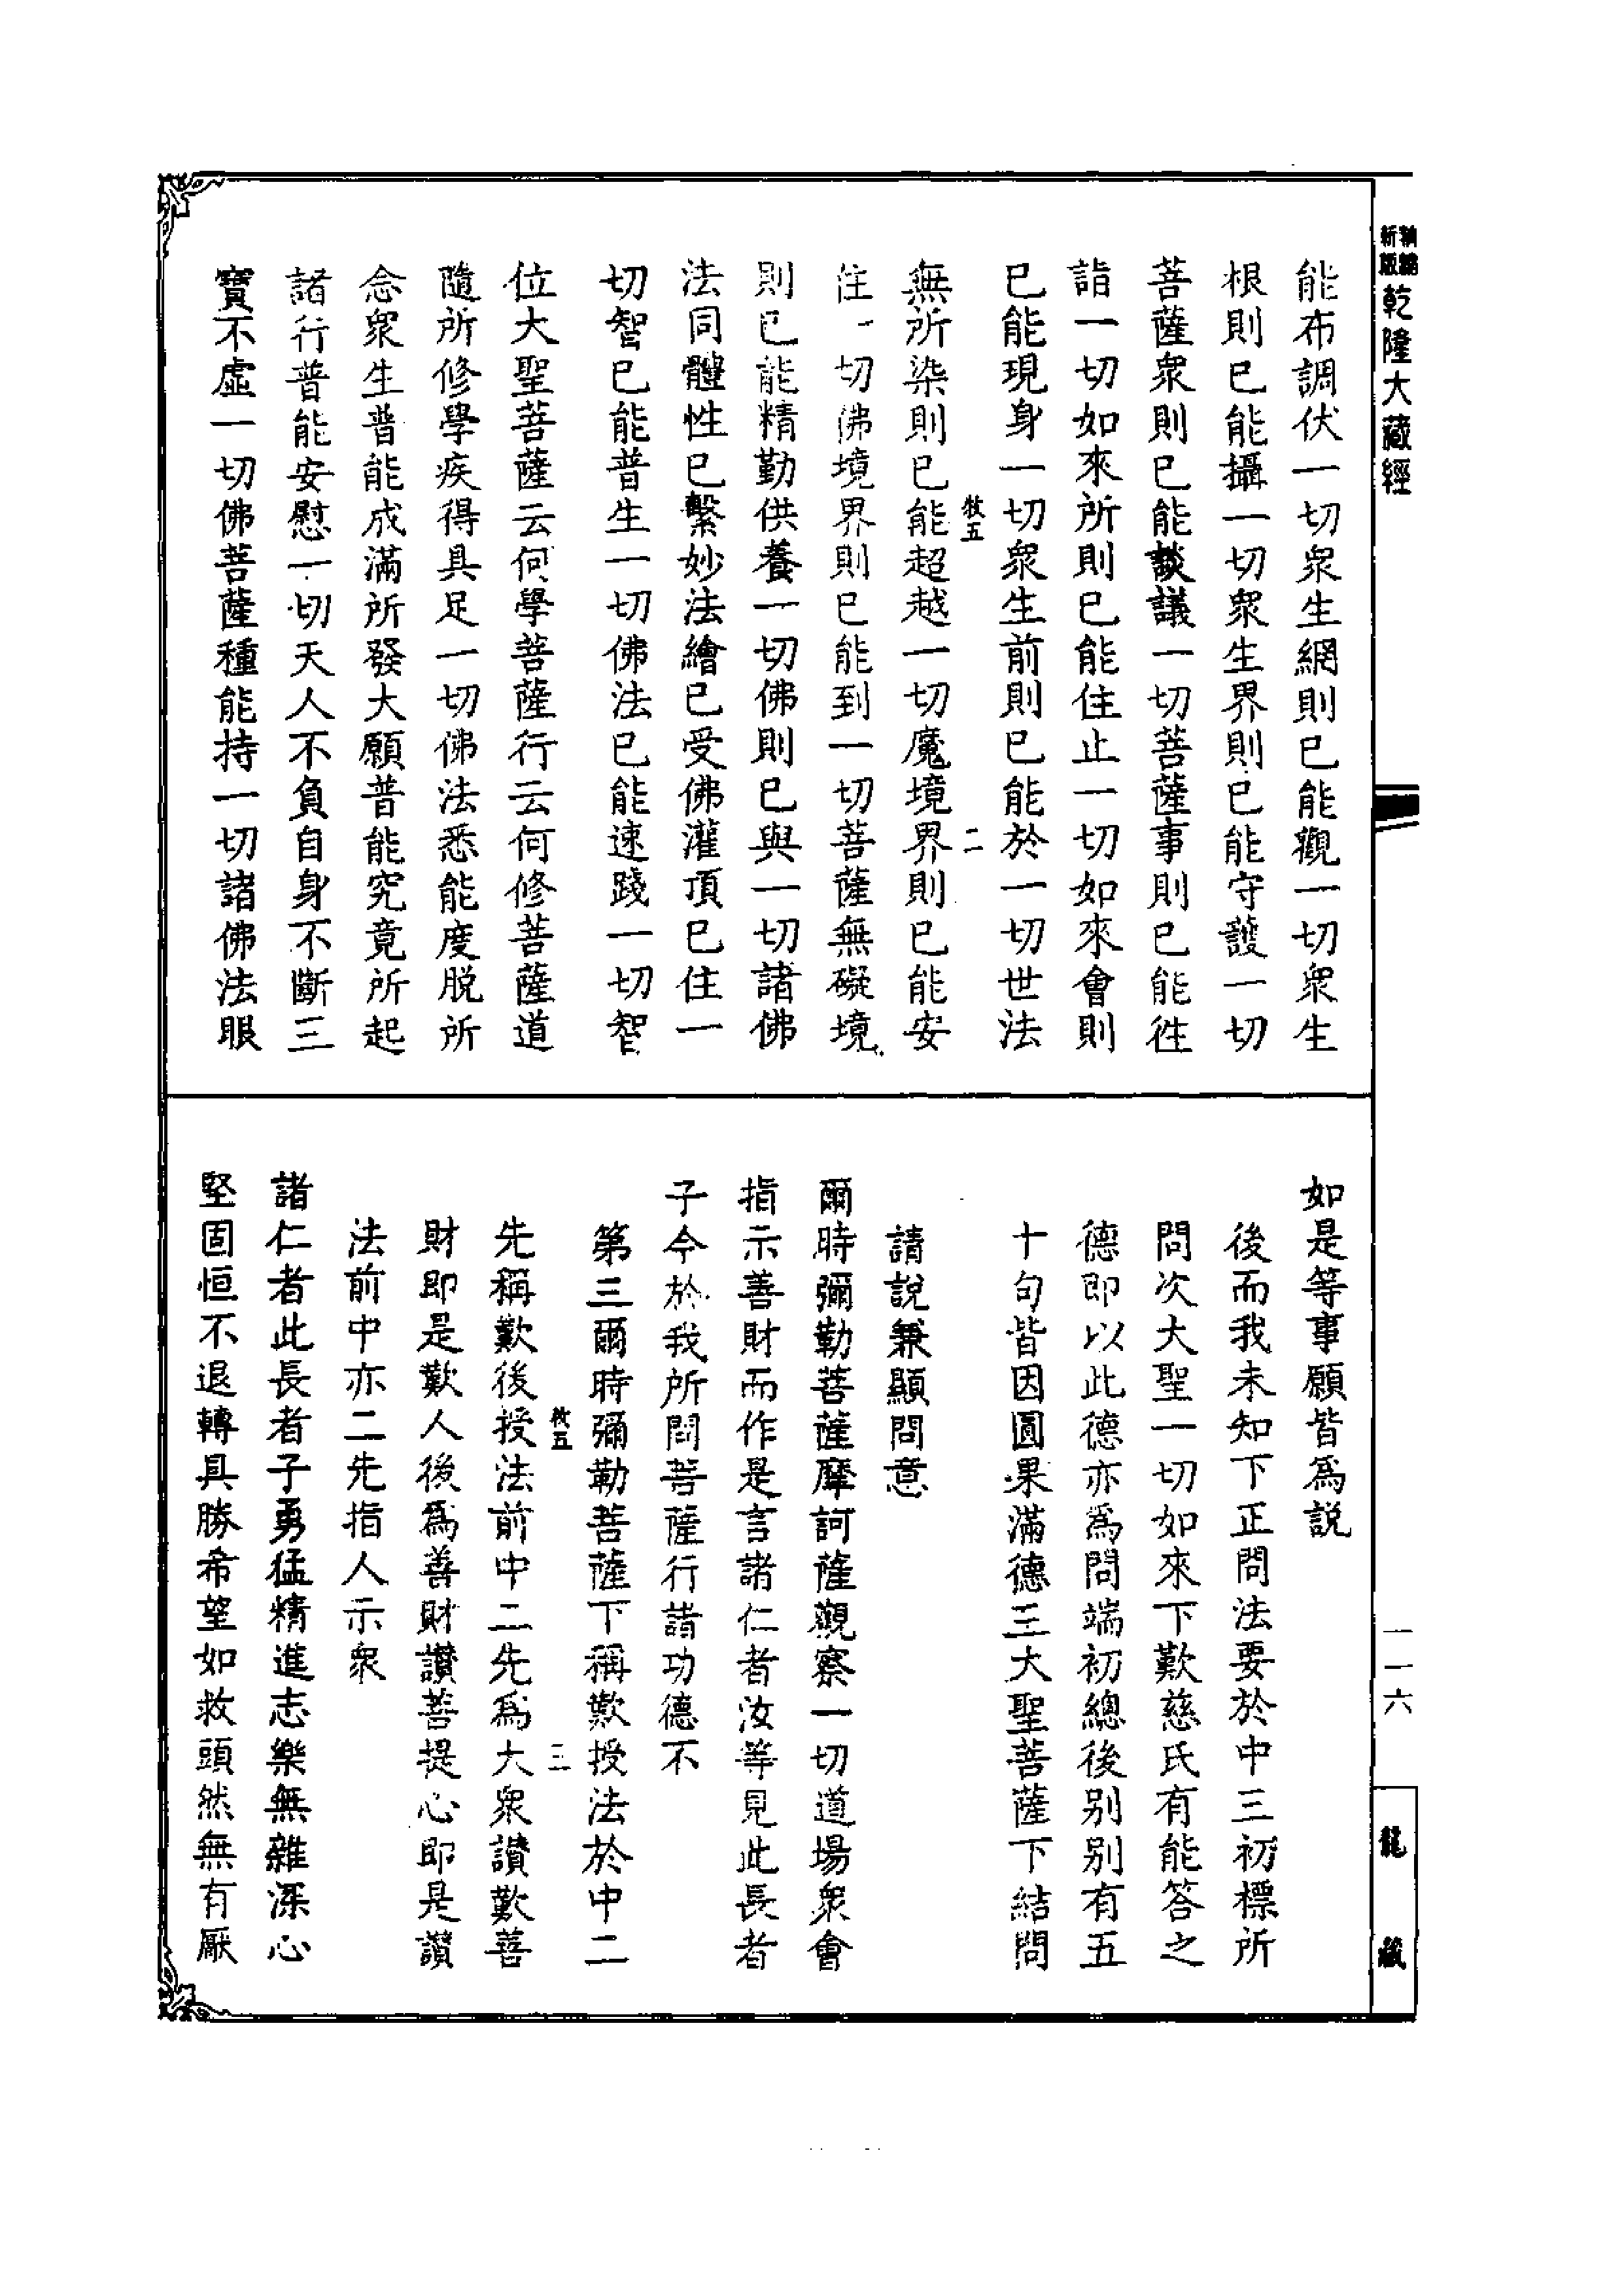 新編
新版
乾隆大藏經
能布調伏一切眾生網則已能觀一切眾生
根則已能攝一切眾生界則已能守護一切
菩薩眾則已能談議一切菩薩事則已能往
詣一切如來所則已能住止一切如來會則
已能現身一切眾生前則已能於一切世法
牧五
二
無所染則已能超越一切魔境界則已能安
住一切佛境界則已能到一切菩薩無礙境
則已能精勤供養一切佛則已與一切諸佛
法同體性已繫妙法繒已受佛灌頂已住一
切智已能普生一切佛法已能速踐一切智
位大聖菩薩云何學菩薩行云何修菩薩道
隨所修學疾得具足一切佛法悉能度脫所
念眾生普能成滿所發大願普能究竟所起
諸行普能安慰一切天人不負自身不斷三
寶不虛一切佛菩薩種能持一切諸佛法眼
如是等事願皆為說
後而我未知下正問法要於中三初標所
問次大聖一切如來下歎慈氏有能答之
德即以此德亦為問端初總後別別有五
十句皆因圓果滿德三大聖菩薩下結問
請說兼顯問意
爾時彌勒菩薩摩訶薩觀察一切道場眾會
指示善財而作是言諸仁者汝等見此長者
子今於我所問菩薩行諸功德不
第三爾時彌勒菩薩下稱歎授法於中二
牧五
三
先稱歎後授法前中二先為大眾讚歎善
財即是歎人後為善財讚菩提心即是讚
法前中亦二先指人示眾
諸仁者此長者子勇猛精進志樂無雜深心
堅固恒不退轉具勝希望如救頭然無有厭
一一六
龍藏